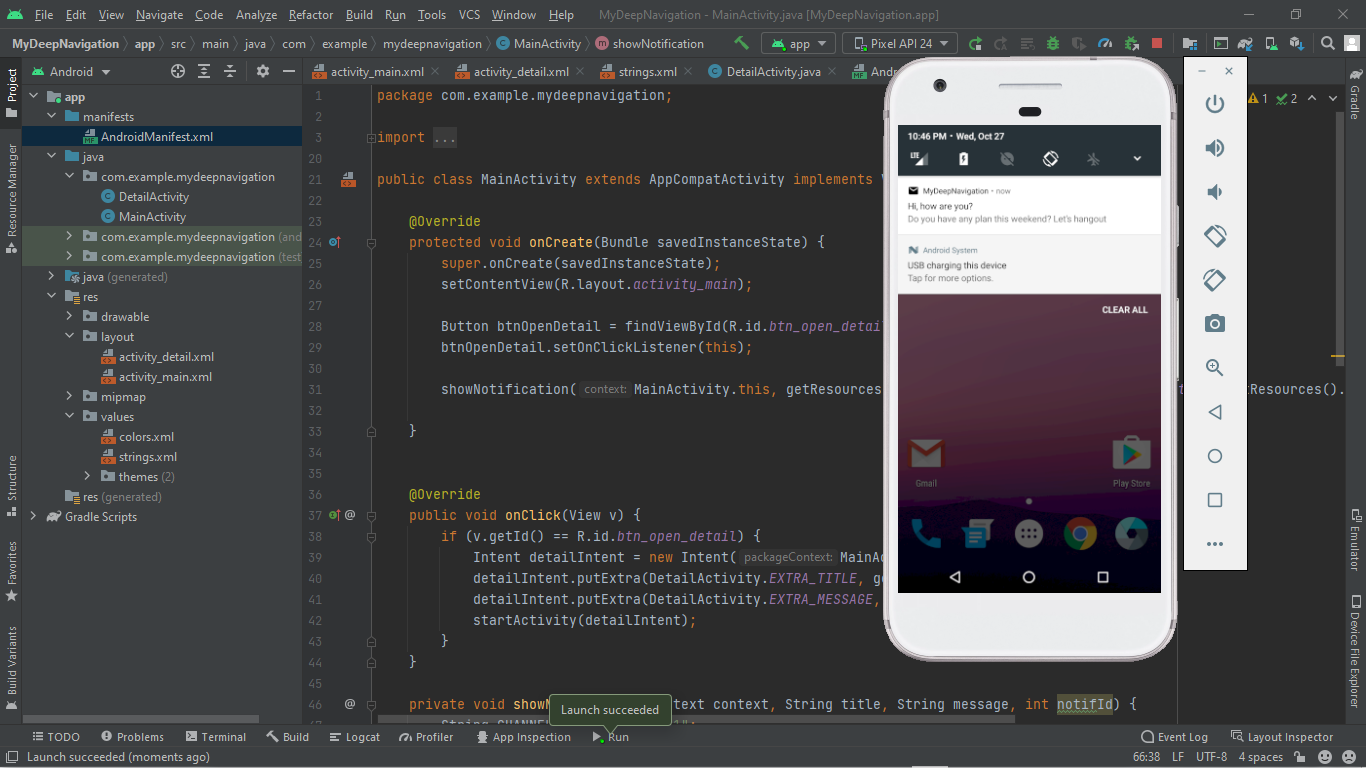 File Edit View Navigate Code Analyze Refactor Build Run Tools VCS Window Help MyDeepNavigation - MainActivity.java [MyDeepNavigation.app]
MyDeepNavigation app src main java com example mydeepnavigation MainActivity showNotification app Pixel API 24
Project
Resource Manager
Structure
Favorites
Build Variants
Android
app
manifests
AndroidManifest.xml
java
com.example.mydeepnavigation
DetailActivity
MainActivity
com.example.mydeepnavigation (and
com.example.mydeepnavigation (test
java (generated)
res
drawable
layout
activity_detail.xml
activity_main.xml
mipmap
values
colors.xml
strings.xml
themes (2)
res (generated)
Gradle Scripts
activity_main.xml activity_detail.xml strings.xml DetailActivity.java And
1 package com.example.mydeepnavigation;
2
3 import ...
20
21 public class MainActivity extends AppCompatActivity implements
22
23 @Override
24 protected void onCreate(Bundle savedInstanceState) {
25 super.onCreate(savedInstanceState);
26 setContentView(R.layout.activity_main);
27
28 Button btnOpenDetail = findViewById(R.id.btn_open_detai
29 btnOpenDetail.setOnClickListener(this);
30
31 showNotification( context: MainActivity.this, getResources tResources().
32
33 }
34
35
36 @Override
37 @ public void onClick(View v) {
38 if (v.getId() == R.id.btn_open_detail) {
39 Intent detailIntent = new Intent( packageContext: MainAc
40 detailIntent.putExtra(DetailActivity.EXTRA_TITLE, ge
41 detailIntent.putExtra(DetailActivity.EXTRA_MESSAGE,
42 startActivity(detailIntent);
43 }
44 }
45
46 @ private void show text context, String title, String message, int notifId) {
Launch succeeded
1 2
10:46 PM • Wed, Oct 27
LTE
MyDeepNavigation • now
Hi, how are you?
Do you have any plan this weekend? Let's hangout
Android System
USB charging this device
Tap for more options.
CLEAR ALL
Gmail Play Store
Gradle
Emulator
Device File Explorer
TODO Problems Terminal Build Logcat Profiler App Inspection Run Event Log Layout Inspector
Launch succeeded (moments ago) 66:38 LF UTF-8 4 spaces